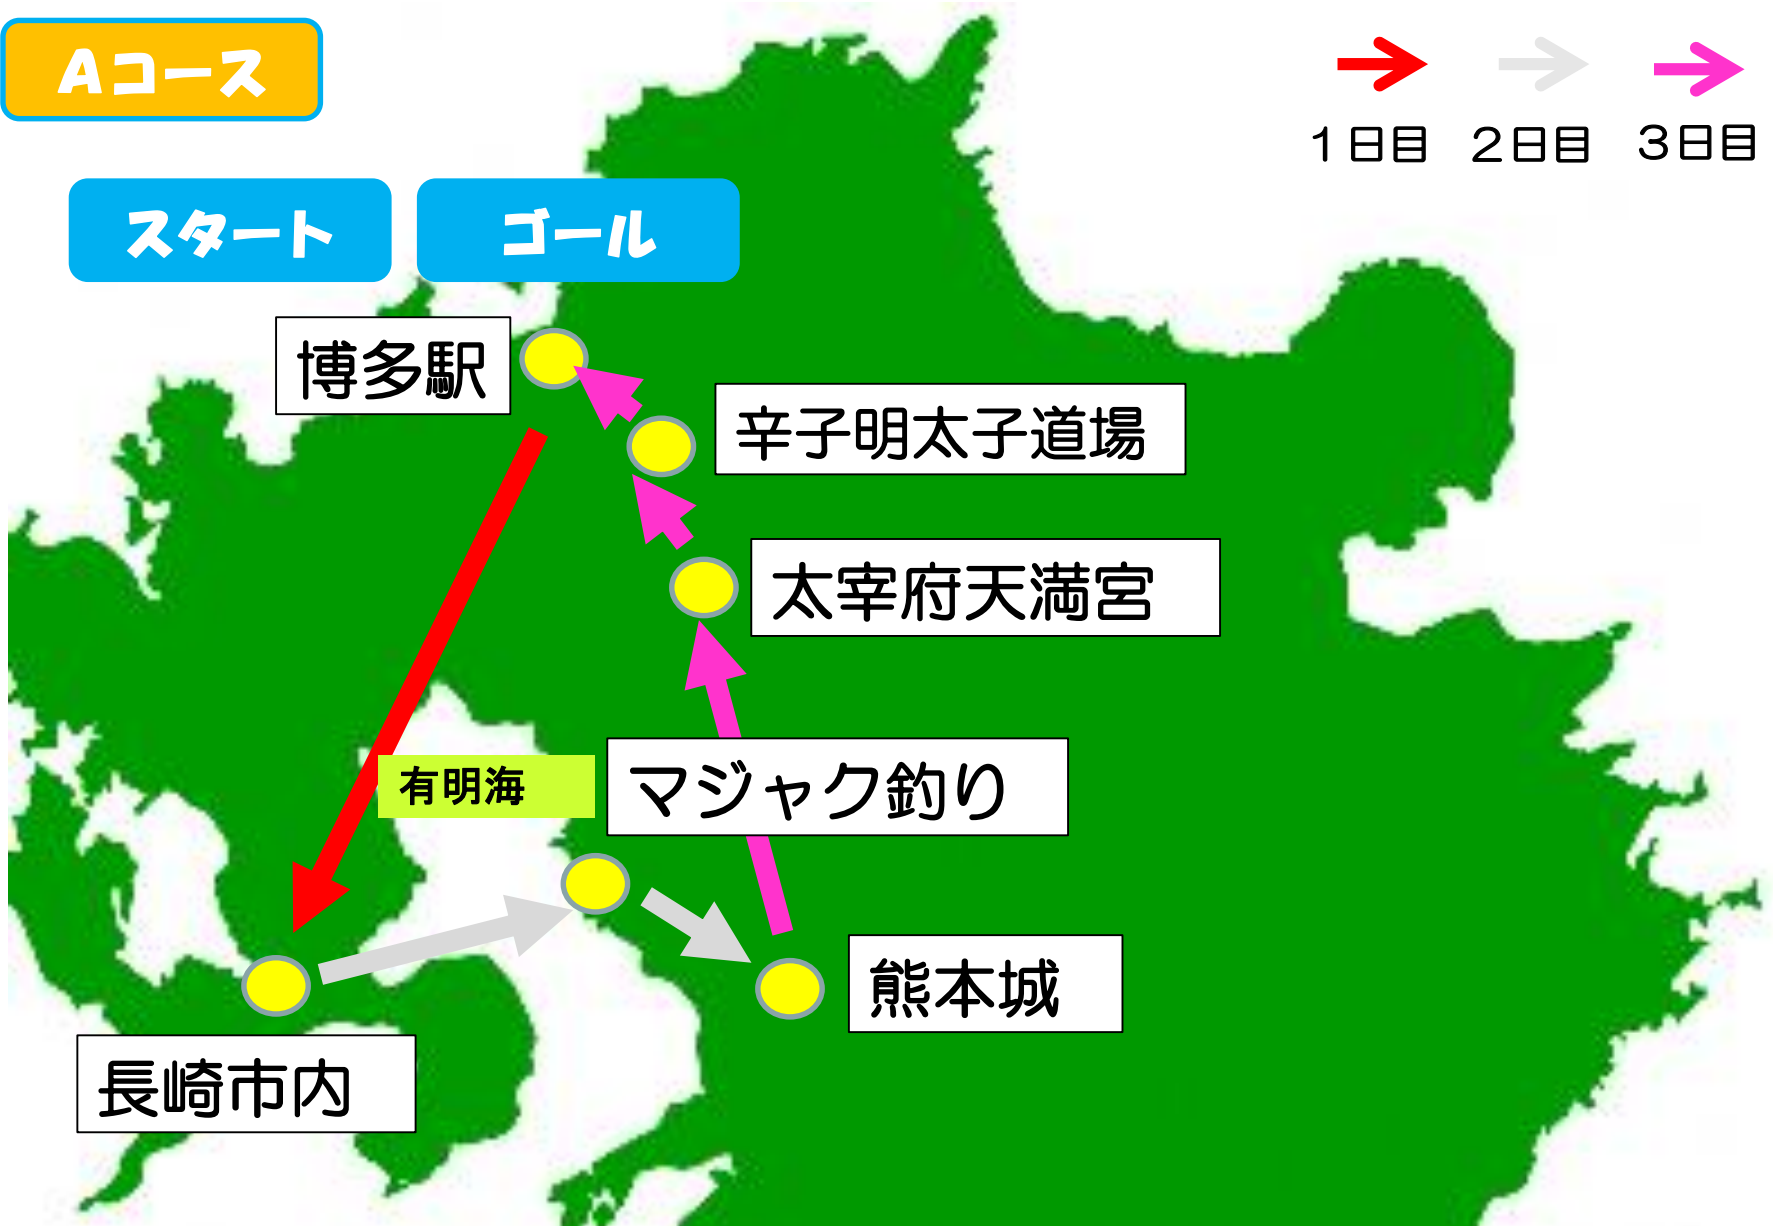 Aコース
１日目
２日目
３日目
スタート
ゴール
博多駅
辛子明太子道場
太宰府天満宮
有明海
マジャク釣り
熊本城
長崎市内